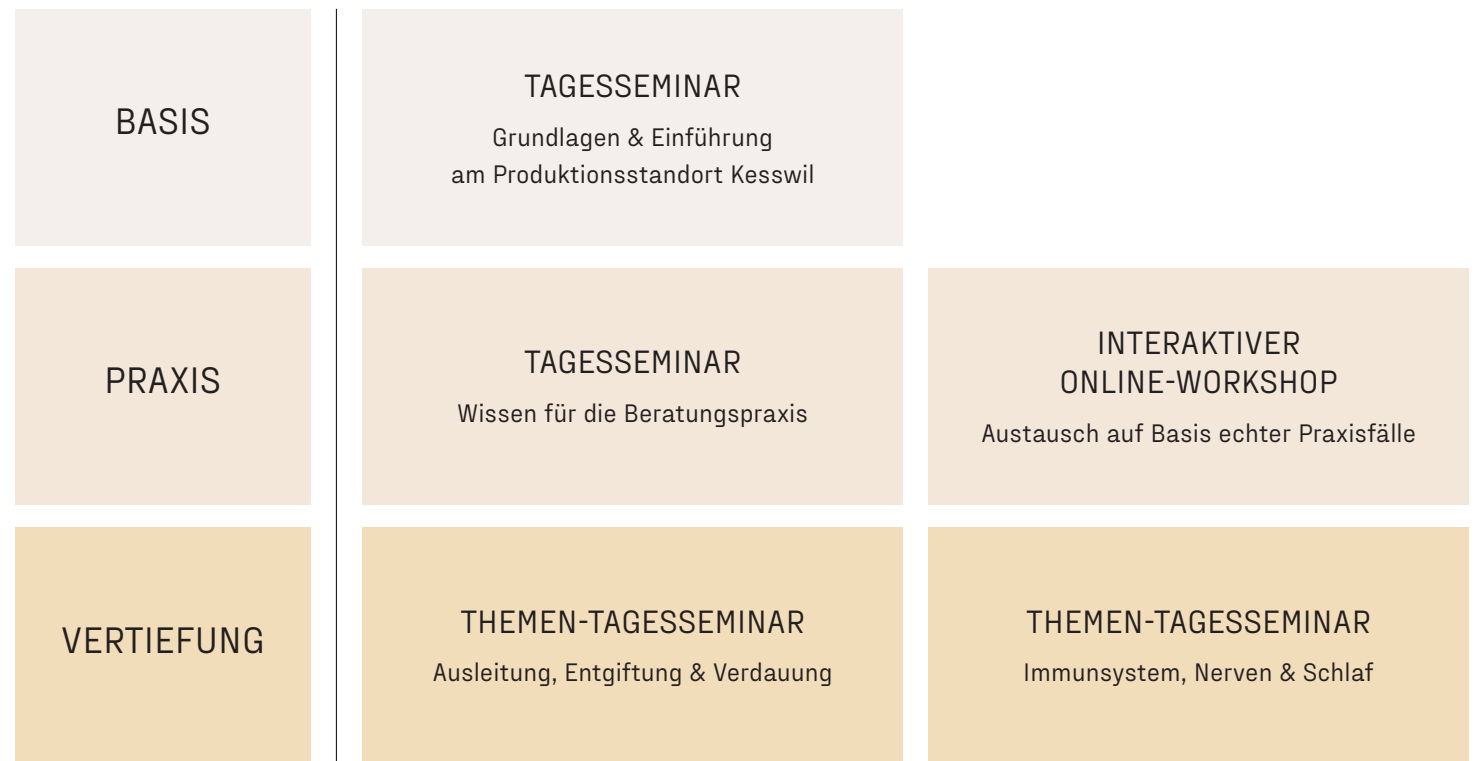 BASIS
TAGESSEMINAR
Grundlagen & Einführung
am Produktionsstandort Kesswil
PRAXIS
TAGESSEMINAR
Wissen für die Beratungspraxis
INTERAKTIVER
ONLINE-WORKSHOP
Austausch auf Basis echter Praxisfälle
VERTIEFUNG
THEMEN-TAGESSEMINAR
Ausleitung, Entgiftung & Verdauung
THEMEN-TAGESSEMINAR
Immunsystem, Nerven & Schlaf